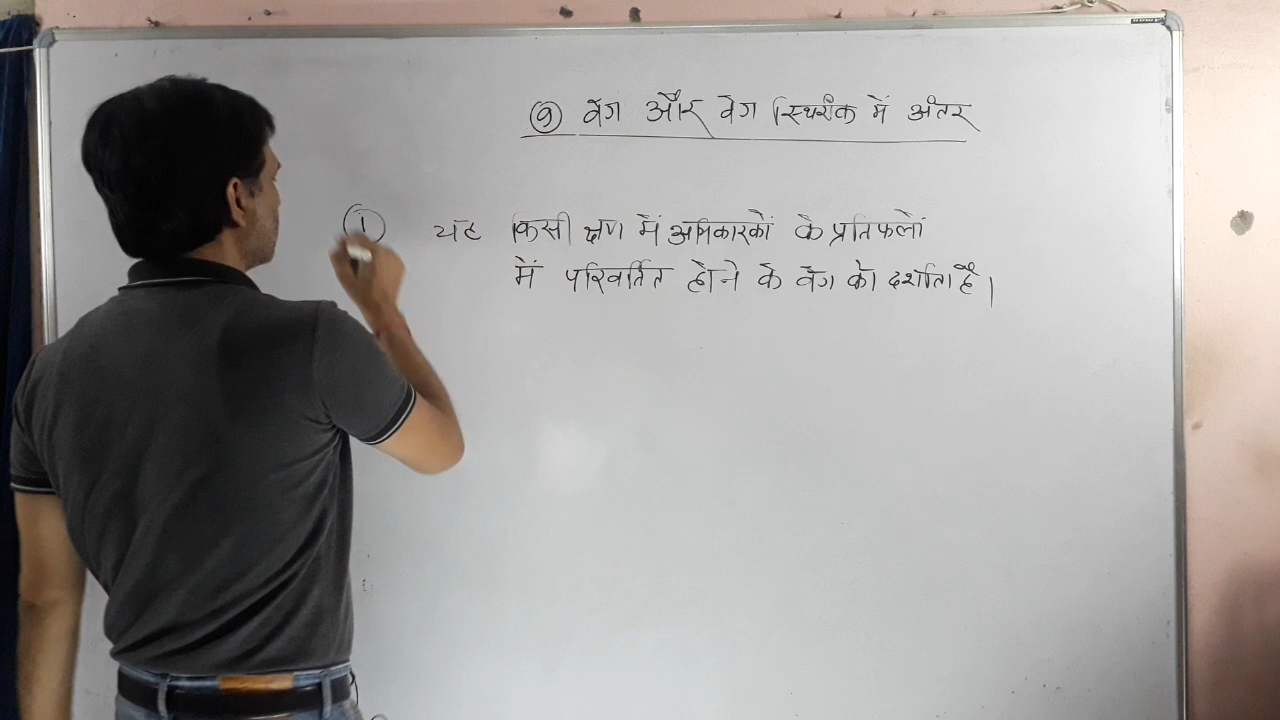 (9) वेग और वेग स्थिरांक में अंतर
(1) यह किसी क्षण में अभिकारकों के प्रतिफलों
में परिवर्तित होने के वेग को दर्शाता है।